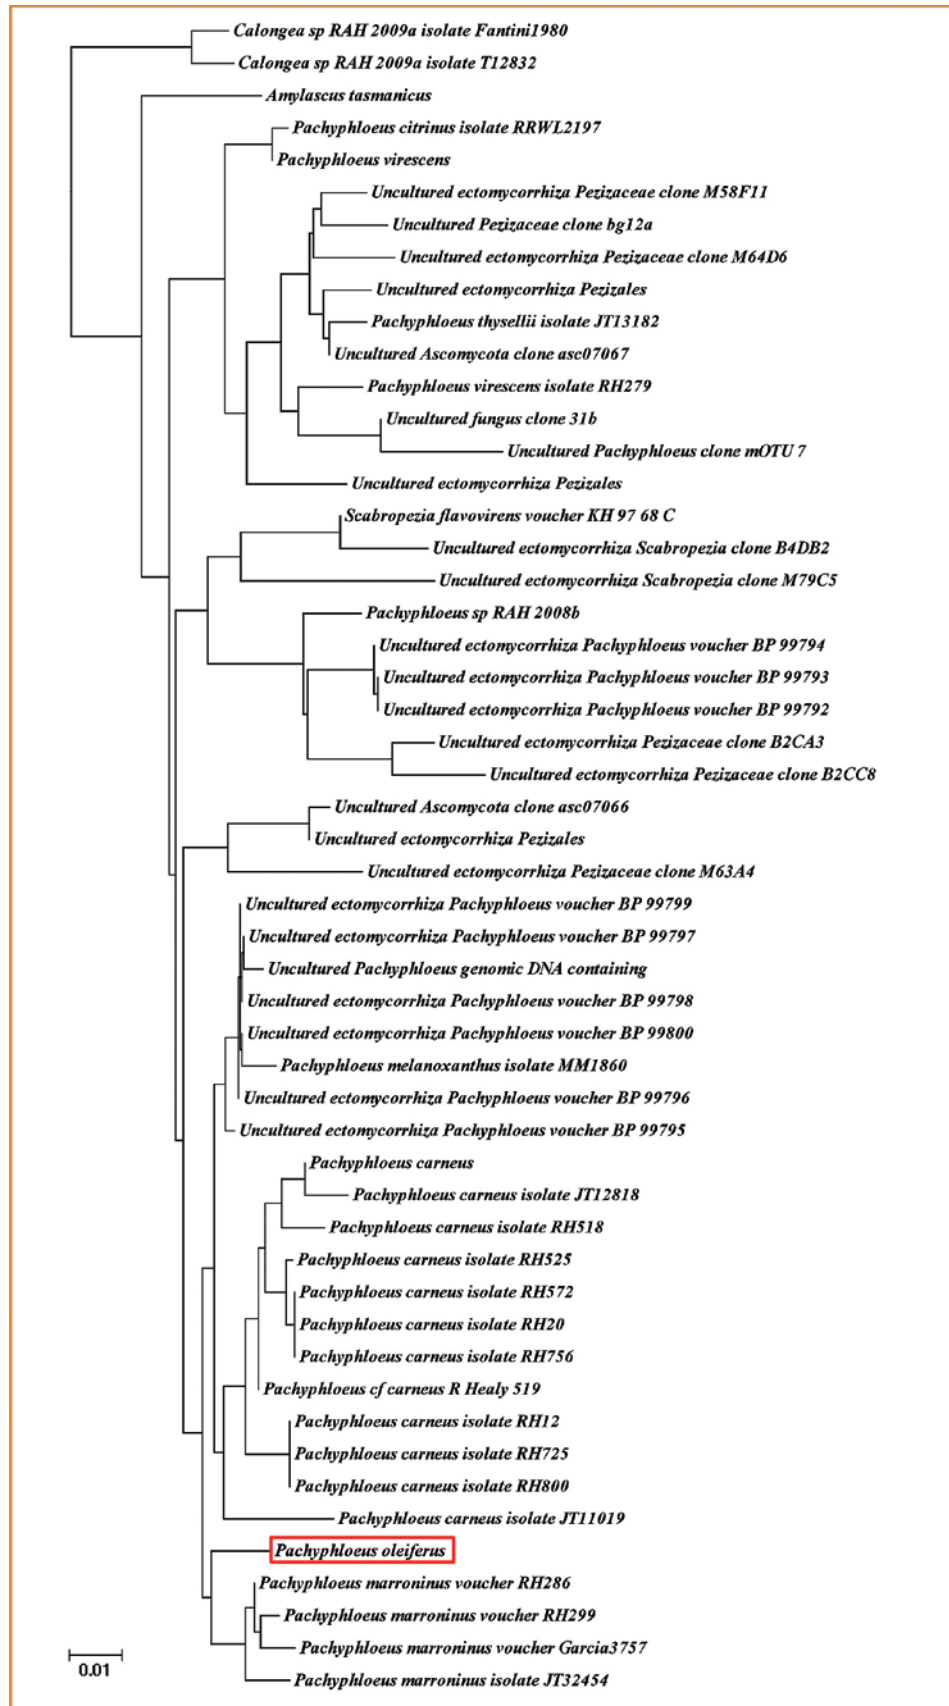 Calongea sp RAH 2009a isolate Fantini1980
Calongea sp RAH 2009a isolate T12832
Amylascus tasmanicus
Pachyphloeus citrinus isolate RRWL2197
Pachyphloeus virescens
Uncultured ectomycorrhiza Pezizaceae clone M58F11
Uncultured Pezizaceae clone bg12a
Uncultured ectomycorrhiza Pezizaceae clone M64D6
Uncultured ectomycorrhiza Pezizales
Pachyphloeus thysellii isolate JT13182
Uncultured Ascomycota clone asc07067
Pachyphloeus virescens isolate RH279
Uncultured fungus clone 31b
Uncultured Pachyphloeus clone mOTU 7
Uncultured ectomycorrhiza Pezizales
Scabropezia flavovirens voucher KH 97 68 C
Uncultured ectomycorrhiza Scabropezia clone B4DB2
Uncultured ectomycorrhiza Scabropezia clone M79C5
Pachyphloeus sp RAH 2008b
Uncultured ectomycorrhiza Pachyphloeus voucher BP 99794
Uncultured ectomycorrhiza Pachyphloeus voucher BP 99793
Uncultured ectomycorrhiza Pachyphloeus voucher BP 99792
Uncultured ectomycorrhiza Pezizaceae clone B2CA3
Uncultured ectomycorrhiza Pezizaceae clone B2CC8
Uncultured Ascomycota clone asc07066
Uncultured ectomycorrhiza Pezizales
Uncultured ectomycorrhiza Pezizaceae clone M63A4
Uncultured ectomycorrhiza Pachyphloeus voucher BP 99799
Uncultured ectomycorrhiza Pachyphloeus voucher BP 99797
Uncultured Pachyphloeus genomic DNA containing
Uncultured ectomycorrhiza Pachyphloeus voucher BP 99798
Uncultured ectomycorrhiza Pachyphloeus voucher BP 99800
Pachyphloeus melanoxanthus isolate MM1860
Uncultured ectomycorrhiza Pachyphloeus voucher BP 99796
Uncultured ectomycorrhiza Pachyphloeus voucher BP 99795
Pachyphloeus carneus
Pachyphloeus carneus isolate JT12818
Pachyphloeus carneus isolate RH518
Pachyphloeus carneus isolate RH525
Pachyphloeus carneus isolate RH572
Pachyphloeus carneus isolate RH20
Pachyphloeus carneus isolate RH756
Pachyphloeus cf carneus R Healy 519
Pachyphloeus carneus isolate RH12
Pachyphloeus carneus isolate RH725
Pachyphloeus carneus isolate RH800
Pachyphloeus carneus isolate JT11019
Pachyphloeus oleiferus
Pachyphloeus marroninus voucher RH286
Pachyphloeus marroninus voucher RH299
Pachyphloeus marroninus voucher Garcia3757
Pachyphloeus marroninus isolate JT32454
0.01